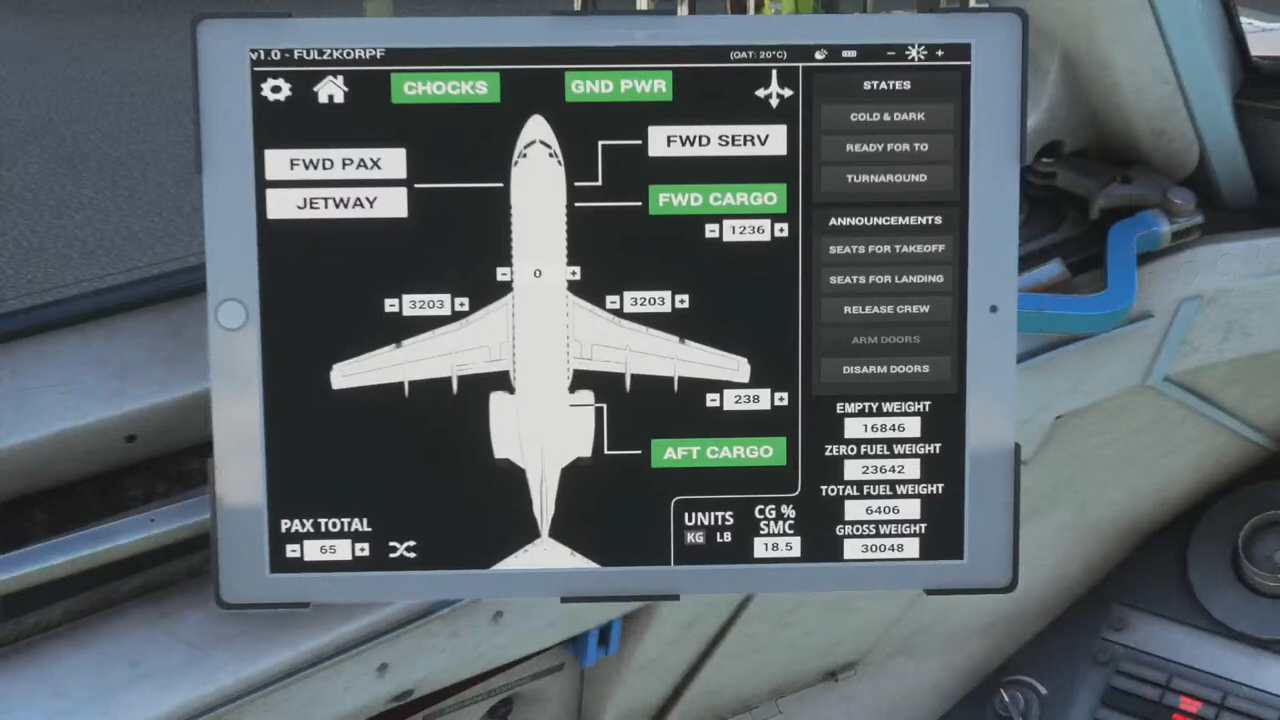 v1.0 - FULZKORPF
(OAT: 20°C)
− +
CHOCKS
GND PWR
FWD PAX
JETWAY
FWD SERV
FWD CARGO
− 1236 +
− 0 +
− 3203 +
− 3203 +
− 238 +
AFT CARGO
PAX TOTAL
− 65 +
UNITS
KG LB
CG %
SMC
18.5
STATES
COLD & DARK
READY FOR TO
TURNAROUND
ANNOUNCEMENTS
SEATS FOR TAKEOFF
SEATS FOR LANDING
RELEASE CREW
ARM DOORS
DISARM DOORS
EMPTY WEIGHT
16846
ZERO FUEL WEIGHT
23642
TOTAL FUEL WEIGHT
6406
GROSS WEIGHT
30048